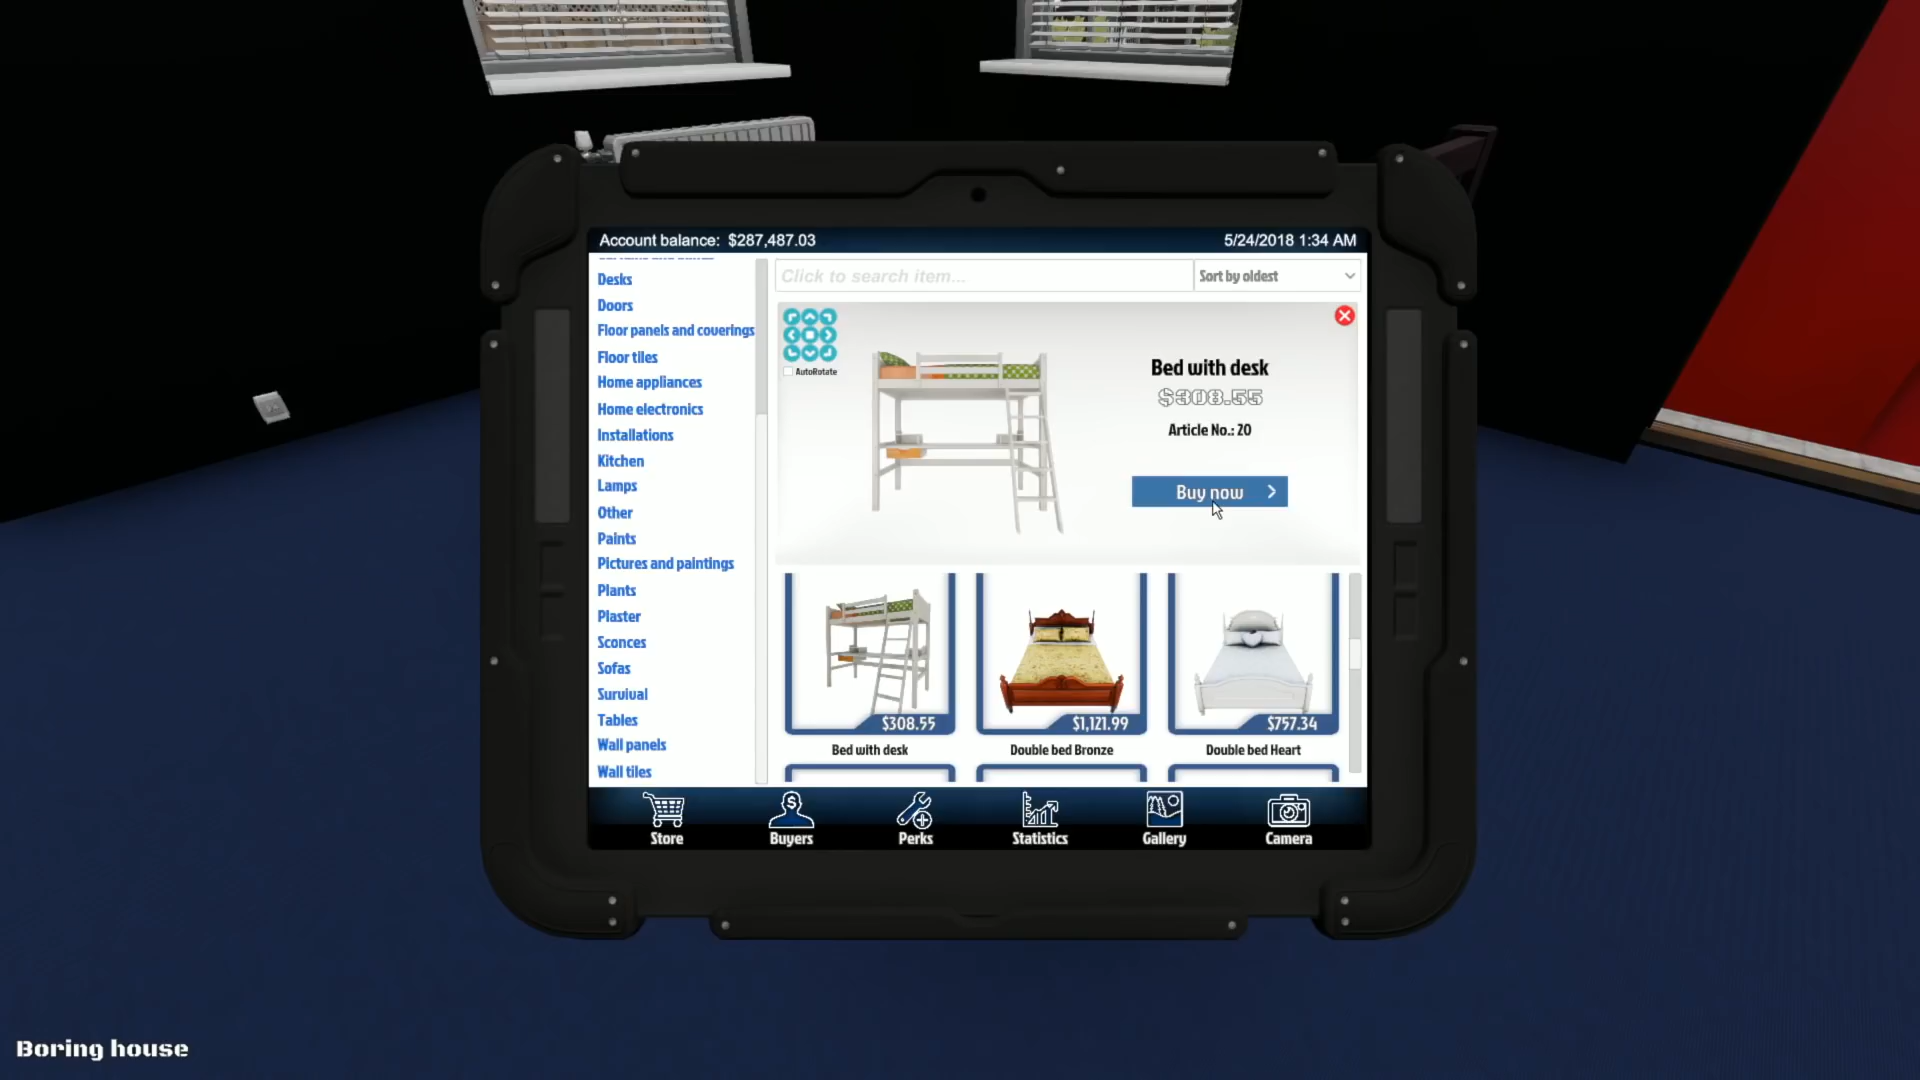 Account balance: $287,487.03
5/24/2018 1:34 AM
Desks
Doors
Floor panels and coverings
Floor tiles
Home appliances
Home electronics
Installations
Kitchen
Lamps
Other
Paints
Pictures and paintings
Plants
Plaster
Sconces
Sofas
Survival
Tables
Wall panels
Wall tiles
Click to search item...
Sort by oldest
AutoRotate
Bed with desk
$308.55
Article No.: 20
Buy now
$308.55
$1,121.99
$757.34
Bed with desk
Double bed Bronze
Double bed Heart
Store
Buyers
Perks
Statistics
Gallery
Camera
Boring house